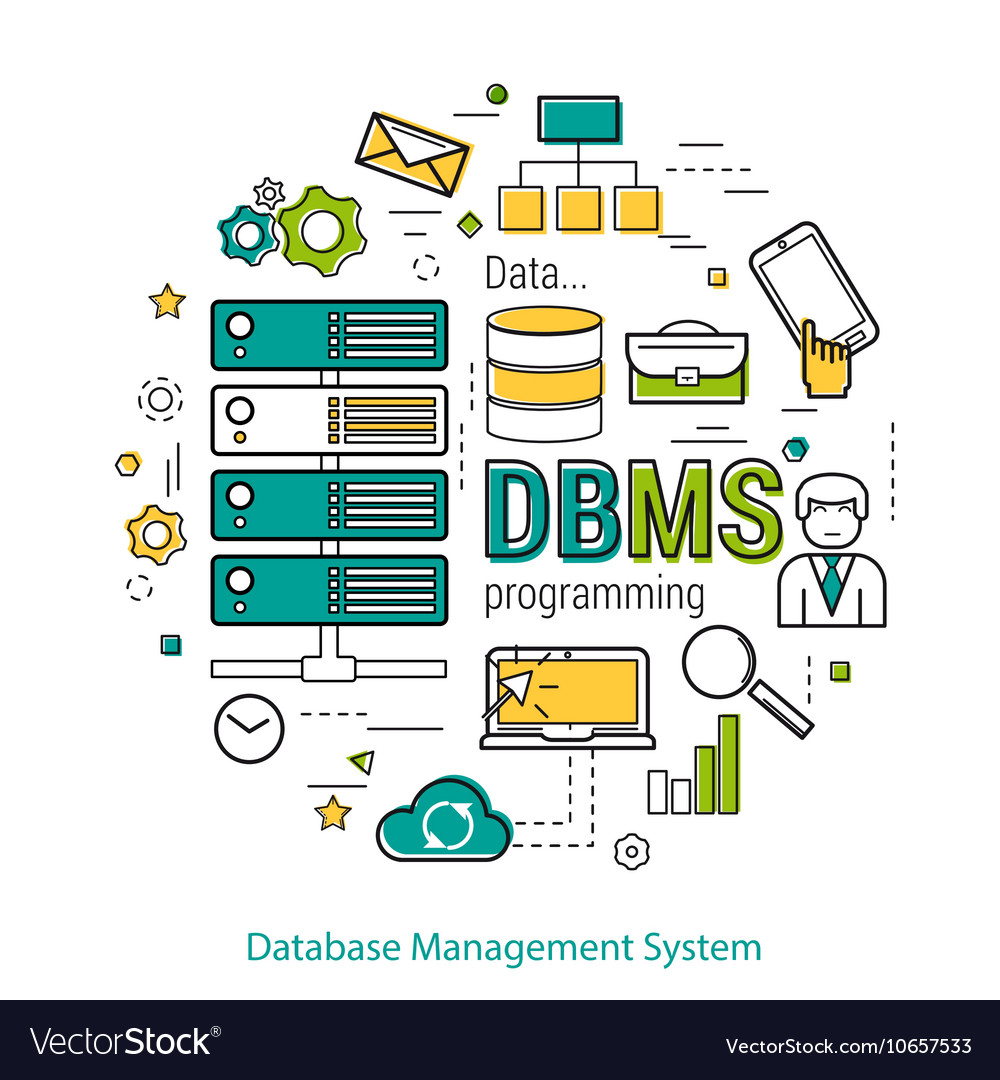 Data...
DBMS
programming
Database Management System
VectorStock®
VectorStock.com/10657533